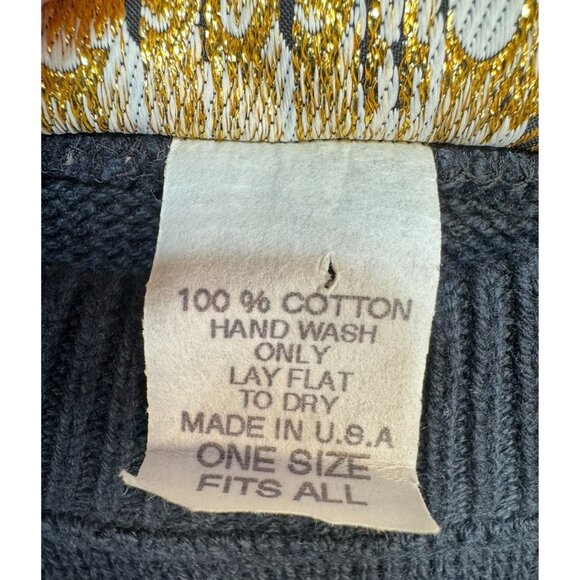 100 % COTTON
HAND WASH
ONLY
LAY FLAT
TO DRY
MADE IN U.S.A
ONE SIZE
FITS ALL